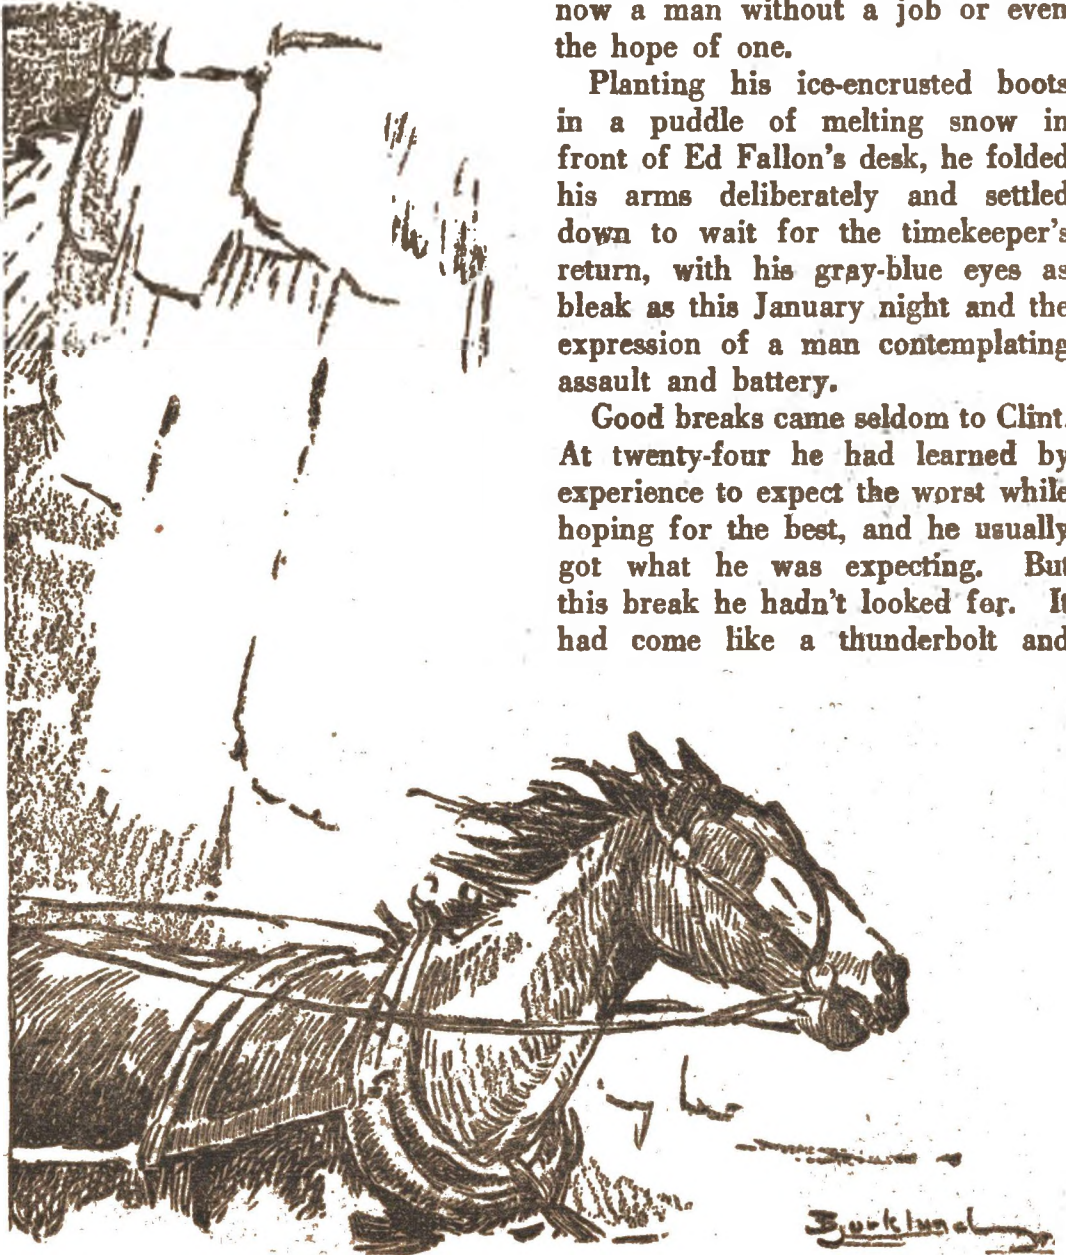 now a man without a job or even
the hope of one.
Planting his ice-encrusted boots
in a puddle of melting snow in
front of Ed Fallon's desk, he folded
his arms deliberately and settled
down to wait for the timekeeper's
return, with his gray-blue eyes as
bleak as this January night and the
expression of a man contemplating
assault and battery.
Good breaks came seldom to Clint.
At twenty-four he had learned by
experience to expect the worst while
hoping for the best, and he usually
got what he was expecting. But
this break he hadn't looked for. It
had come like a thunderbolt and
Bjorklund